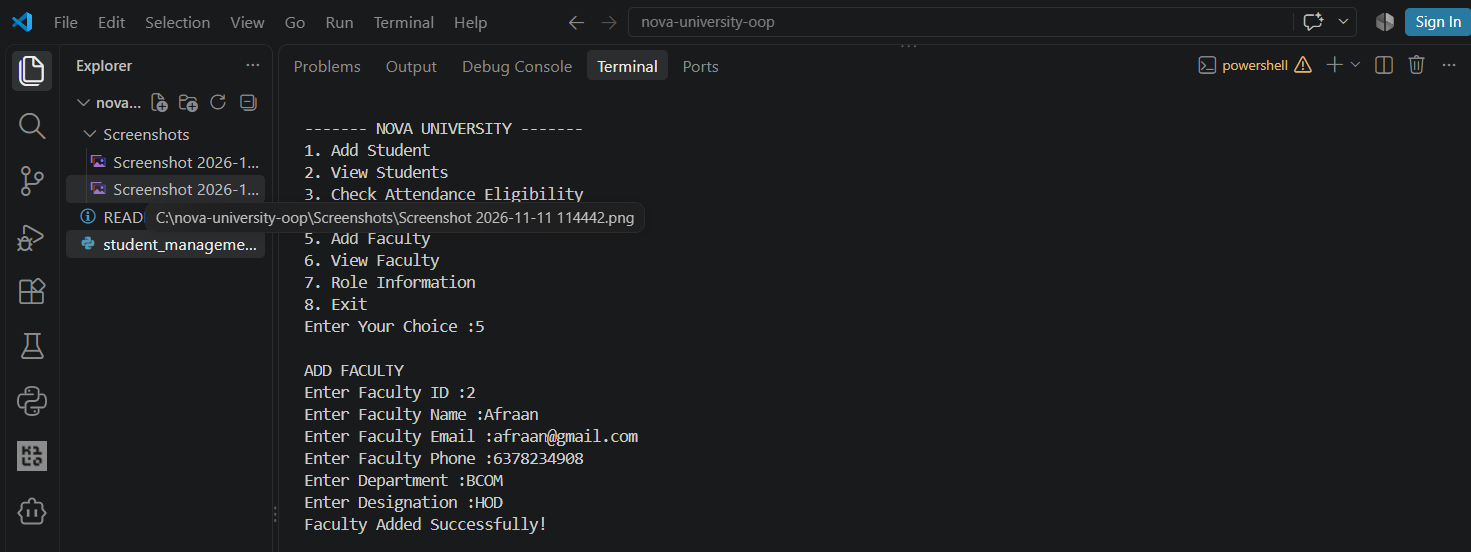 File Edit Selection View Go Run Terminal Help
nova-university-oop
Sign In
Explorer
Problems Output Debug Console Terminal Ports
powershell
nova...
Screenshots
Screenshot 2026-1...
Screenshot 2026-1...
READ
C:\nova-university-oop\Screenshots\Screenshot 2026-11-11 114442.png
student_manageme...
------- NOVA UNIVERSITY -------
1. Add Student
2. View Students
3. Check Attendance Eligibility
5. Add Faculty
6. View Faculty
7. Role Information
8. Exit
Enter Your Choice :5
ADD FACULTY
Enter Faculty ID :2
Enter Faculty Name :Afraan
Enter Faculty Email :afraan@gmail.com
Enter Faculty Phone :6378234908
Enter Department :BCOM
Enter Designation :HOD
Faculty Added Successfully!